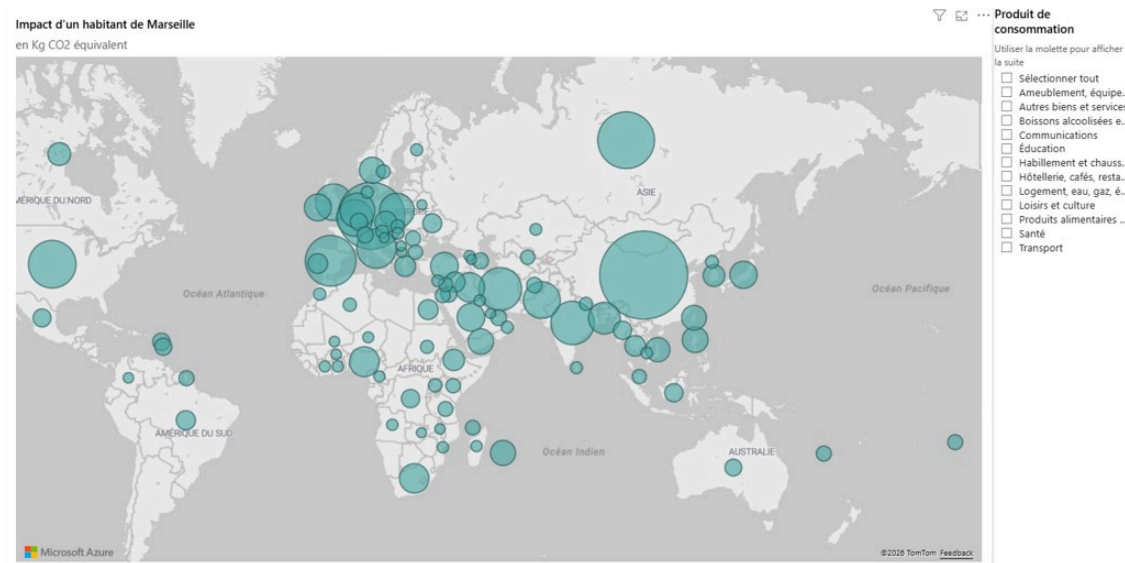 Impact d'un habitant de Marseille
en Kg CO2 équivalent
Produit de
consommation
Utiliser la molette pour afficher
la suite
Sélectionner tout
Ameublement, équipe..
Autres biens et services
Boissons alcoolisées e..
Communications
Éducation
Habillement et chauss..
Hôtellerie, cafés, resta..
Logement, eau, gaz, é..
Loisirs et culture
Produits alimentaires ..
Santé
Transport
ASIE
MÉRIQUE DU NORD
Océan Atlantique
Océan Pacifique
AFRIQUE
AMÉRIQUE DU SUD
Océan Indien
AUSTRALIE
Microsoft Azure
©2026 TomTom Feedback